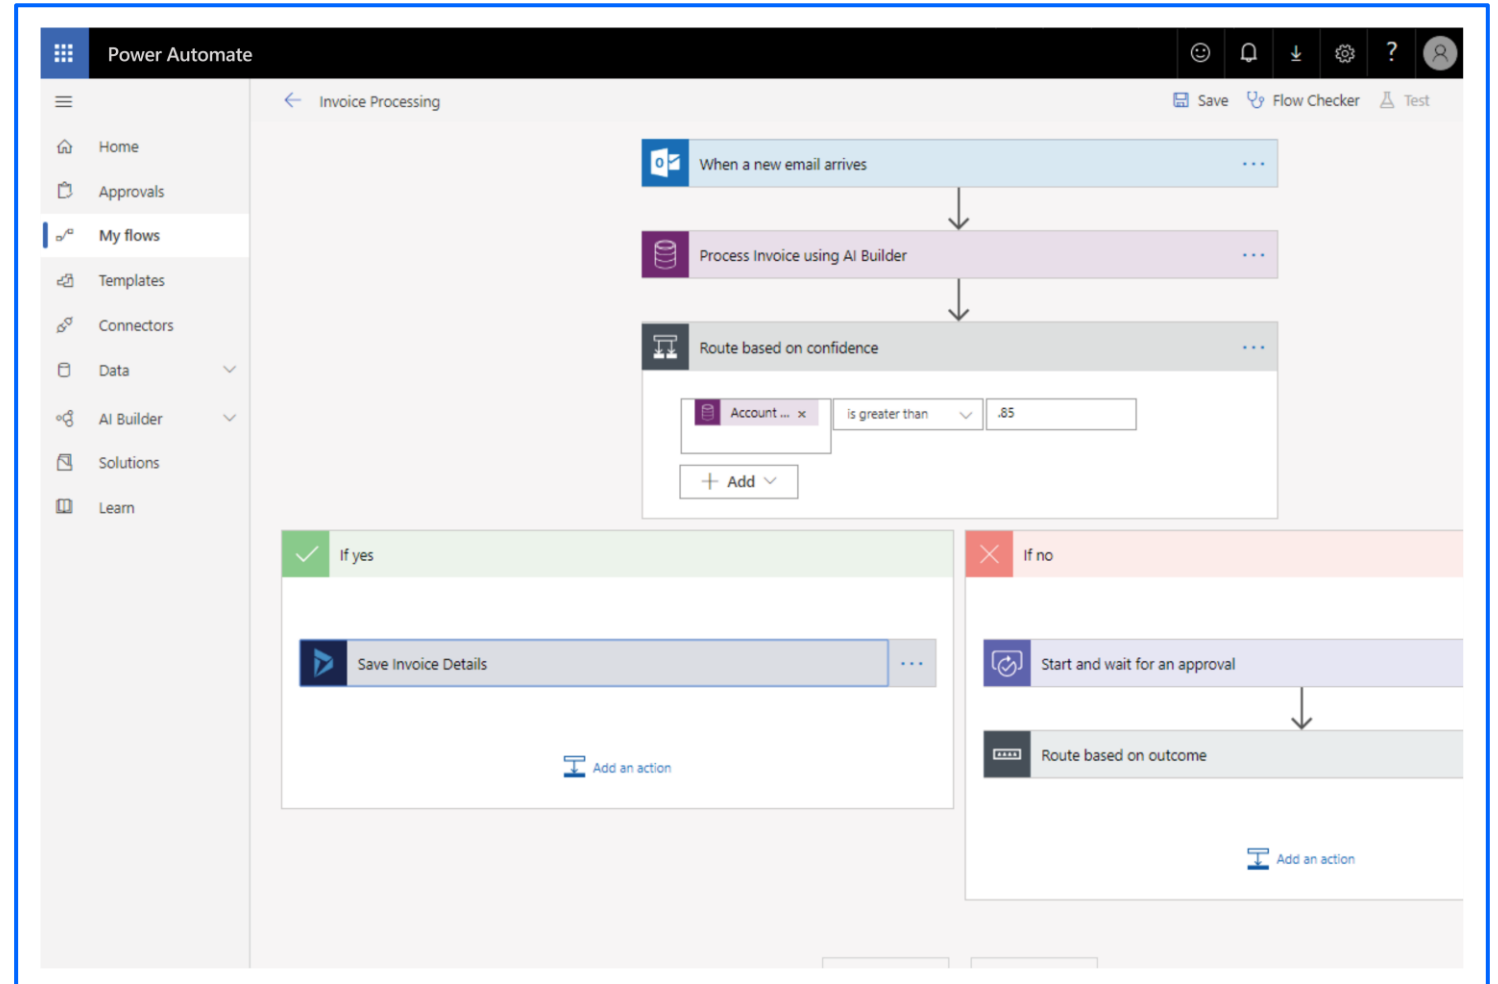 Power Automate
?
Invoice Processing
Save
Flow Checker
Test
Home
Approvals
My flows
Templates
Connectors
Data
AI Builder
Solutions
Learn
When a new email arrives
Process Invoice using AI Builder
Route based on confidence
Account ... ×
is greater than
.85
+ Add
If yes
Save Invoice Details
Add an action
If no
Start and wait for an approval
Route based on outcome
Add an action